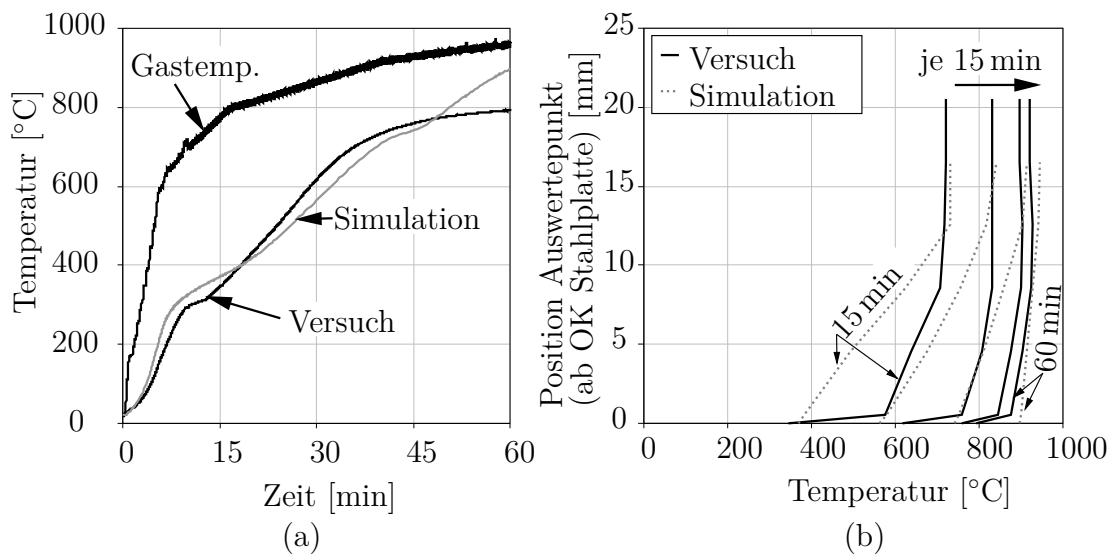 1000
800
600
400
200
0
Temperatur [°C]
Gastemp.
Simulation
Versuch
0 15 30 45 60
Zeit [min]
(a)
25
20
15
10
5
0
Position Auswertepunkt
(ab OK Stahlplatte) [mm]
Versuch
Simulation
je 15 min
15 min
60 min
0 200 400 600 800 1000
Temperatur [°C]
(b)